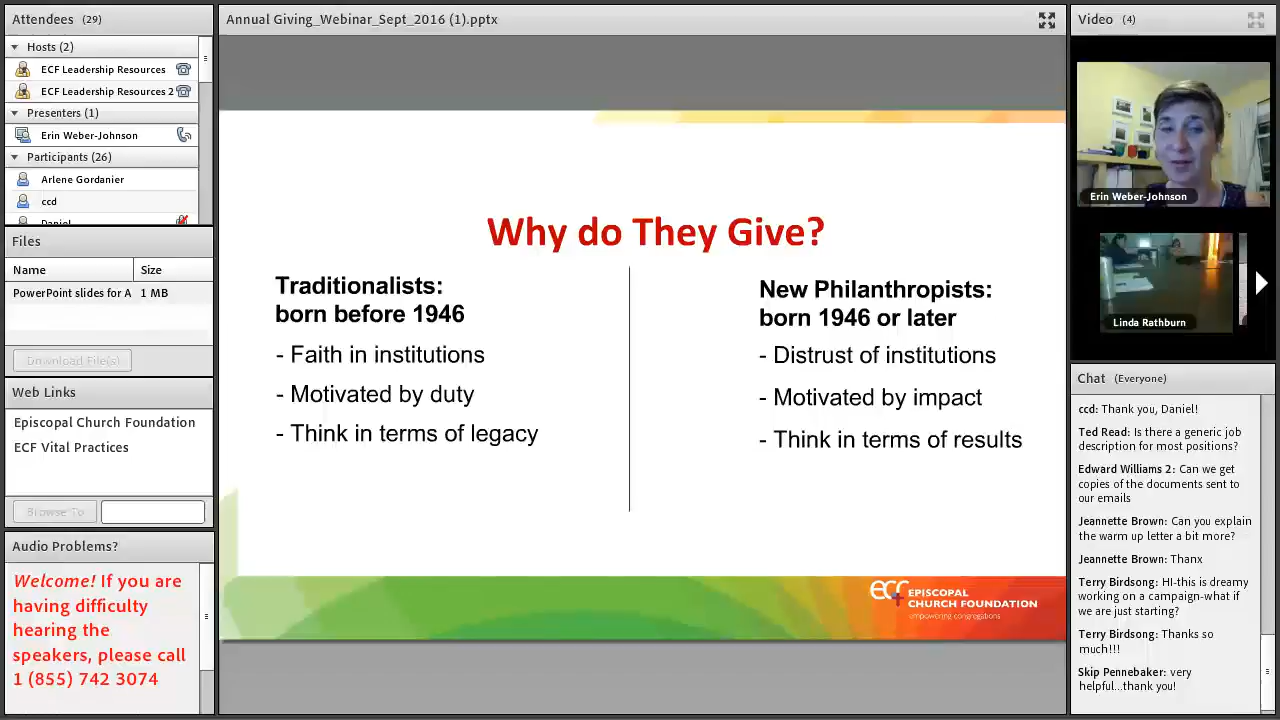 Attendees (29)
Hosts (2)
ECF Leadership Resources
ECF Leadership Resources 2
Presenters (1)
Erin Weber-Johnson
Participants (26)
Arlene Gordanier
ccd
Daniel
Files
Name Size
PowerPoint slides for A 1 MB
Download File(s)
Web Links
Episcopal Church Foundation
ECF Vital Practices
Browse To
Audio Problems?
Welcome! If you are
having difficulty
hearing the
speakers, please call
1 (855) 742 3074
Annual Giving_Webinar_Sept_2016 (1).pptx
Why do They Give?
Traditionalists:
born before 1946
- Faith in institutions
- Motivated by duty
- Think in terms of legacy
New Philanthropists:
born 1946 or later
- Distrust of institutions
- Motivated by impact
- Think in terms of results
ecf EPISCOPAL
CHURCH FOUNDATION
empowering congregations
Video (4)
Erin Weber-Johnson
Linda Rathburn
Chat (Everyone)
ccd: Thank you, Daniel!
Ted Read: Is there a generic job
description for most positions?
Edward Williams 2: Can we get
copies of the documents sent to
our emails
Jeannette Brown: Can you explain
the warm up letter a bit more?
Jeannette Brown: Thanx
Terry Birdsong: HI-this is dreamy
working on a campaign-what if
we are just starting?
Terry Birdsong: Thanks so
much!!!
Skip Pennebaker: very
helpful...thank you!